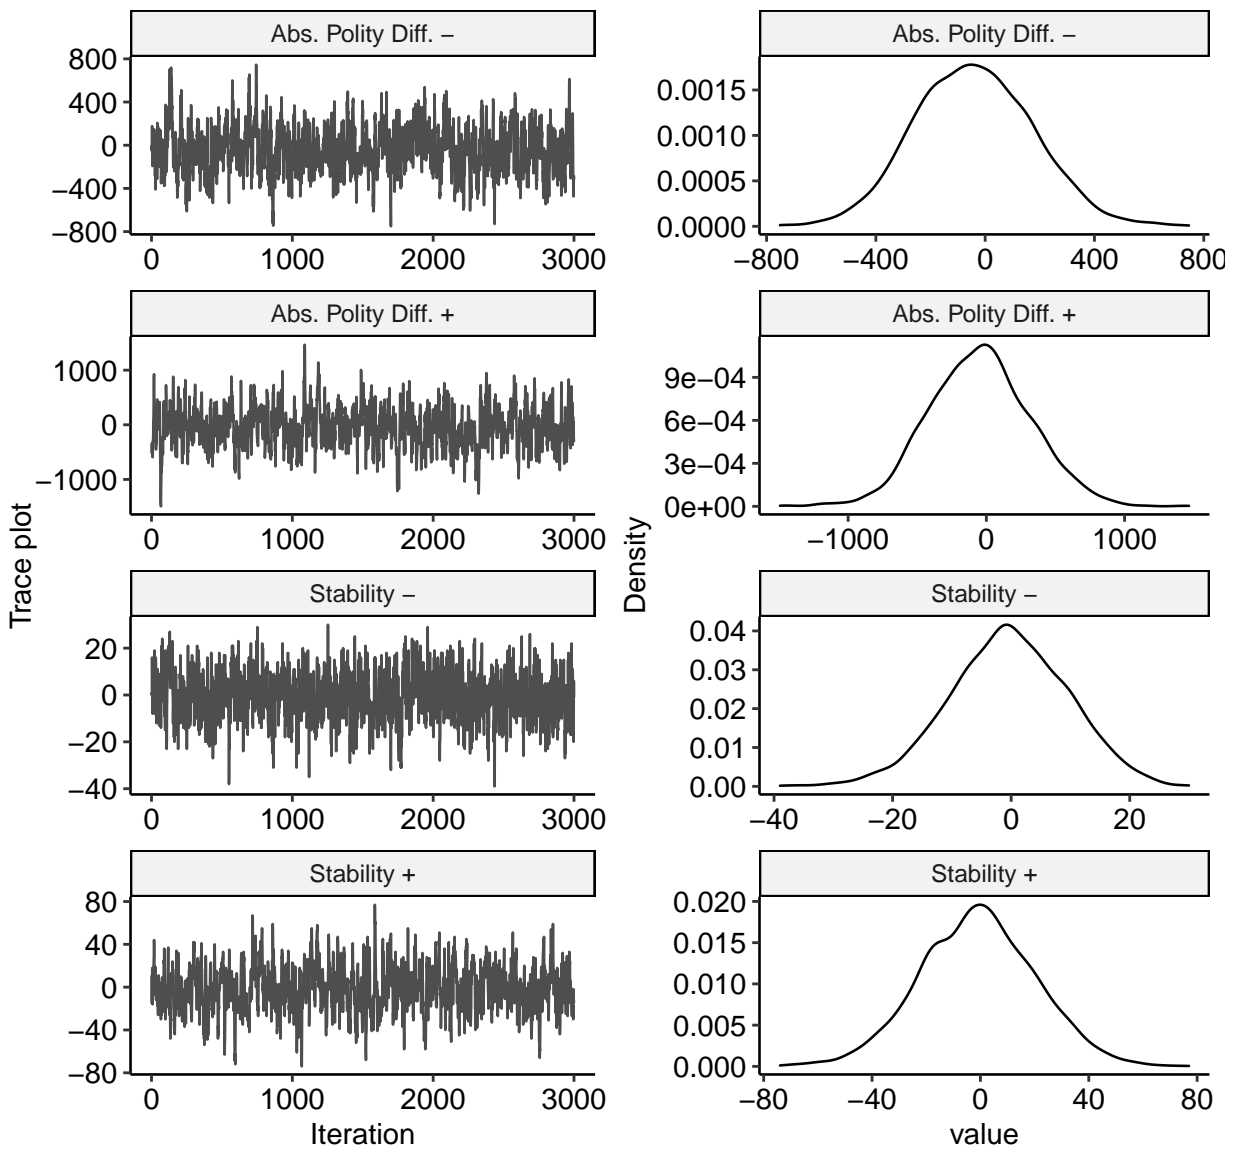 Abs. Polity Diff. −
800
400
0
−400
−800
0 1000 2000 3000
Abs. Polity Diff. −
0.0015
0.0010
0.0005
0.0000
−800 −400 0 400 800
Abs. Polity Diff. +
1000
0
−1000
0 1000 2000 3000
Abs. Polity Diff. +
9e−04
6e−04
3e−04
0e+00
−1000 0 1000
Trace plot
Density
Stability −
20
0
−20
−40
0 1000 2000 3000
Stability −
0.04
0.03
0.02
0.01
0.00
−40 −20 0 20
Stability +
80
40
0
−40
−80
0 1000 2000 3000
Iteration
Stability +
0.020
0.015
0.010
0.005
0.000
−80 −40 0 40 80
value